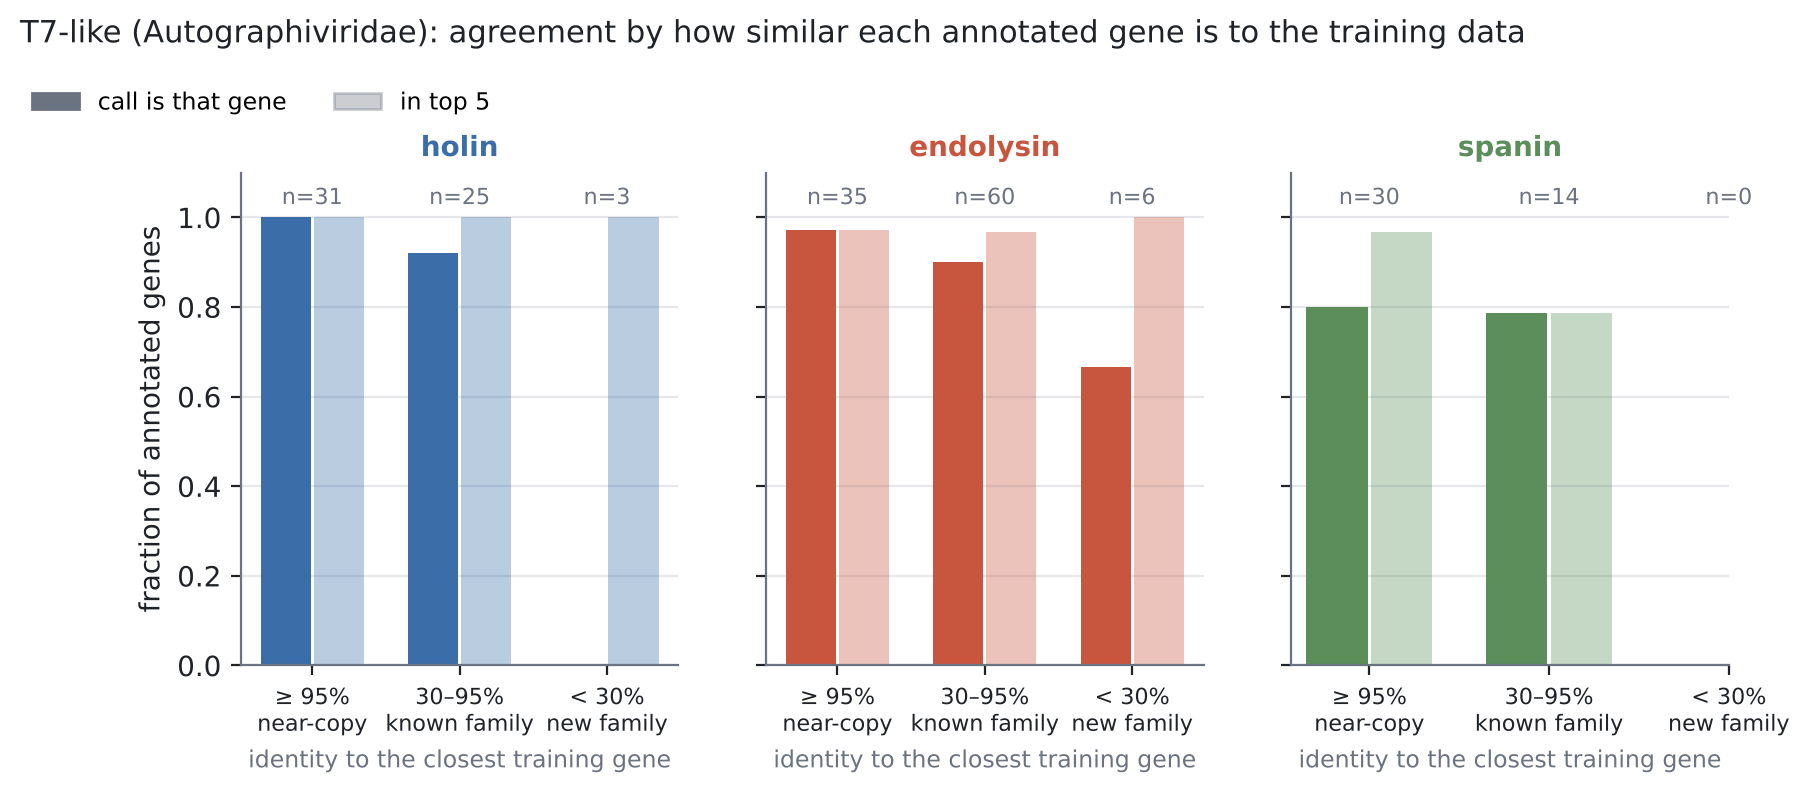 T7-like (Autographiviridae): agreement by how similar each annotated gene is to the training data
call is that gene in top 5
holin endolysin spanin
n=31 n=25 n=3 n=35 n=60 n=6 n=30 n=14 n=0
fraction of annotated genes
1.0
0.8
0.6
0.4
0.2
0.0
≥ 95% 30–95% < 30% ≥ 95% 30–95% < 30% ≥ 95% 30–95% < 30%
near-copy known family new family near-copy known family new family near-copy known family new family
identity to the closest training gene identity to the closest training gene identity to the closest training gene